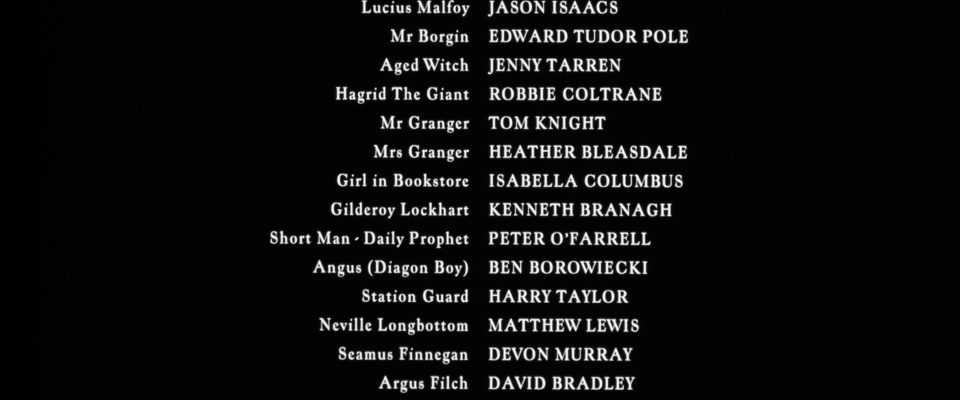 Lucius Malfoy JASON ISAACS
Mr Borgin EDWARD TUDOR POLE
Aged Witch JENNY TARREN
Hagrid The Giant ROBBIE COLTRANE
Mr Granger TOM KNIGHT
Mrs Granger HEATHER BLEASDALE
Girl in Bookstore ISABELLA COLUMBUS
Gilderoy Lockhart KENNETH BRANAGH
Short Man - Daily Prophet PETER O'FARRELL
Angus (Diagon Boy) BEN BOROWIECKI
Station Guard HARRY TAYLOR
Neville Longbottom MATTHEW LEWIS
Seamus Finnegan DEVON MURRAY
Argus Filch DAVID BRADLEY